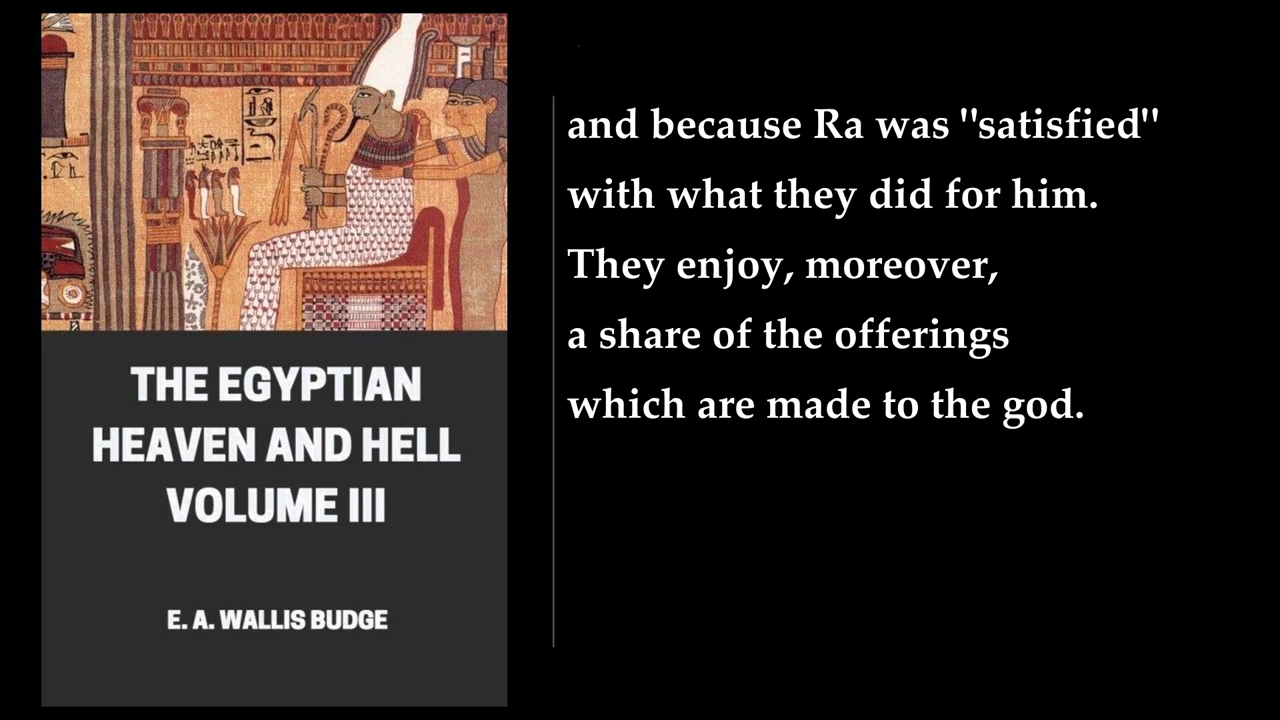 THE EGYPTIAN
HEAVEN AND HELL
VOLUME III
E. A. WALLIS BUDGE
and because Ra was "satisfied"
with what they did for him.
They enjoy, moreover,
a share of the offerings
which are made to the god.